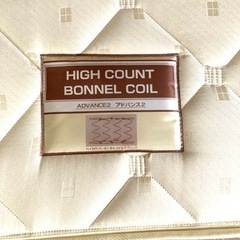 HIGH COUNT
BONNEL COIL
ADVANCE2 アドバンス2